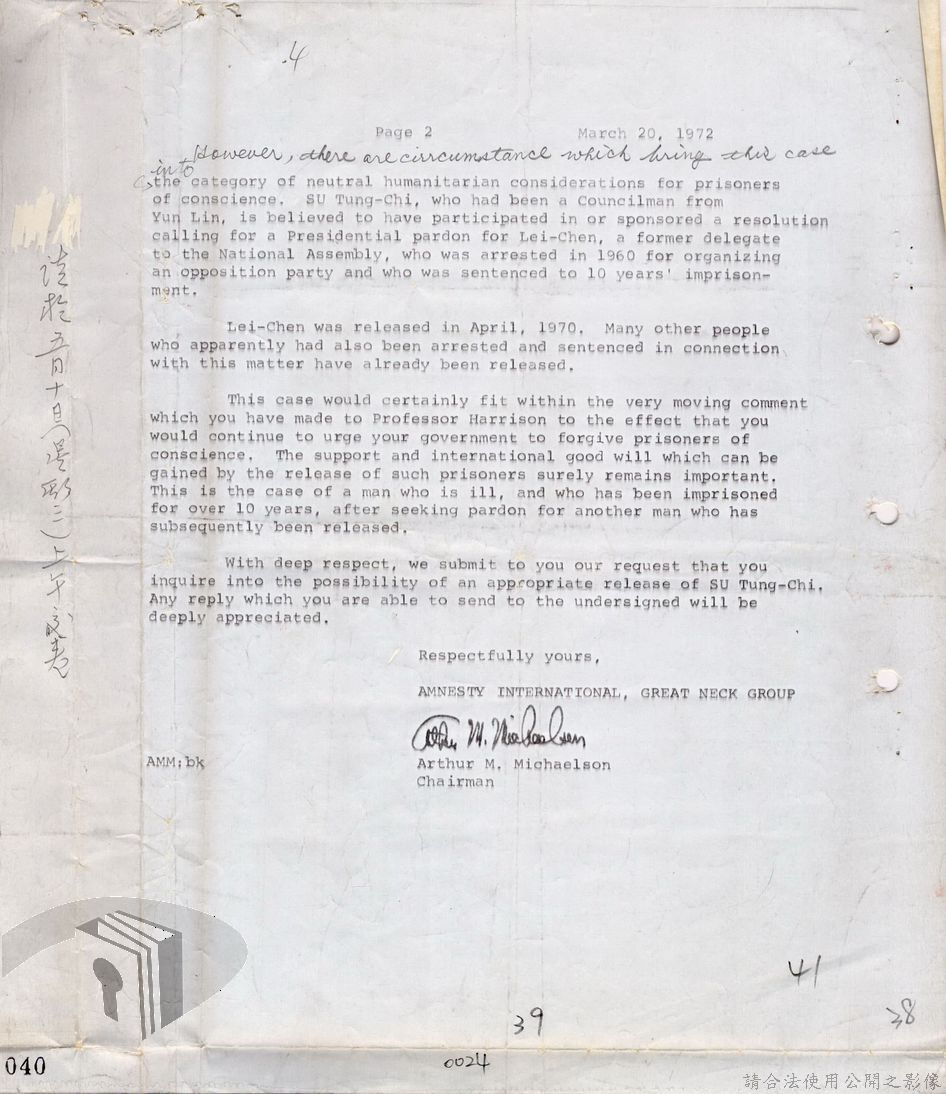 .4
Page 2 March 20, 1972
However, there are circumstance which bring this case
into
the category of neutral humanitarian considerations for prisoners
of conscience. SU Tung-Chi, who had been a Councilman from
Yun Lin, is believed to have participated in or sponsored a resolution
calling for a Presidential pardon for Lei-Chen, a former delegate
to the National Assembly, who was arrested in 1960 for organizing
an opposition party and who was sentenced to 10 years' imprison-
ment.
Lei-Chen was released in April, 1970. Many other people
who apparently had also been arrested and sentenced in connection
with this matter have already been released.
This case would certainly fit within the very moving comment
which you have made to Professor Harrison to the effect that you
would continue to urge your government to forgive prisoners of
conscience. The support and international good will which can be
gained by the release of such prisoners surely remains important.
This is the case of a man who is ill, and who has been imprisoned
for over 10 years, after seeking pardon for another man who has
subsequently been released.
With deep respect, we submit to you our request that you
inquire into the possibility of an appropriate release of SU Tung-Chi.
Any reply which you are able to send to the undersigned will be
deeply appreciated.
Respectfully yours,
AMNESTY INTERNATIONAL, GREAT NECK GROUP
Arthur M. Michaelson
AMM;bk Arthur M. Michaelson
Chairman
請於五月十日(星期三)上午
41
39
38
040
0024
請合法使用公開之影像